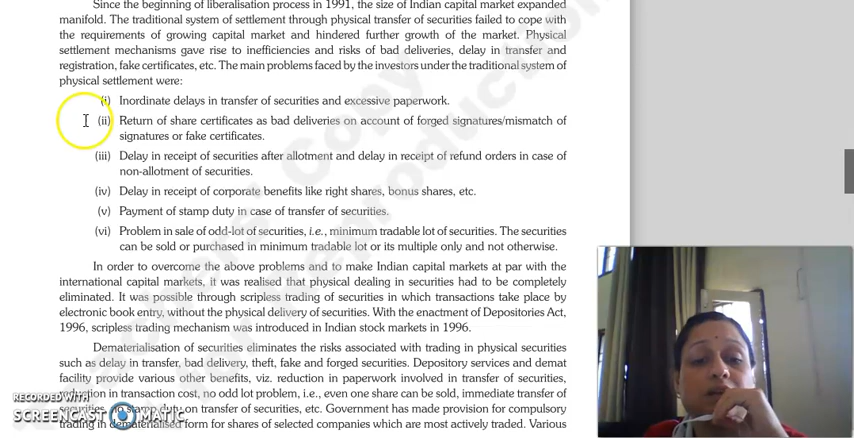 Since the beginning of liberalisation process in 1991, the size of Indian capital market expanded
manifold. The traditional system of settlement through physical transfer of securities failed to cope with
the requirements of growing capital market and hindered further growth of the market. Physical
settlement mechanisms gave rise to inefficiencies and risks of bad deliveries, delay in transfer and
registration, fake certificates, etc. The main problems faced by the investors under the traditional system of
physical settlement were:
(i) Inordinate delays in transfer of securities and excessive paperwork.
(ii) Return of share certificates as bad deliveries on account of forged signatures/mismatch of
signatures or fake certificates.
(iii) Delay in receipt of securities after allotment and delay in receipt of refund orders in case of
non-allotment of securities.
(iv) Delay in receipt of corporate benefits like right shares, bonus shares, etc.
(v) Payment of stamp duty in case of transfer of securities.
(vi) Problem in sale of odd-lot of securities, i.e., minimum tradable lot of securities. The securities
can be sold or purchased in minimum tradable lot or its multiple only and not otherwise.
In order to overcome the above problems and to make Indian capital markets at par with the
international capital markets, it was realised that physical dealing in securities had to be completely
eliminated. It was possible through scripless trading of securities in which transactions take place by
electronic book entry, without the physical delivery of securities. With the enactment of Depositories Act,
1996, scripless trading mechanism was introduced in Indian stock markets in 1996.
Dematerialisation of securities eliminates the risks associated with trading in physical securities
such as delay in transfer, bad delivery, theft, fake and forged securities. Depository services and demat
facility provide various other benefits, viz. reduction in paperwork involved in transfer of securities,
in transaction cost, no odd lot problem, i.e., even one share can be sold, immediate transfer of
securities, no stamp duty on transfer of securities, etc. Government has made provision for compulsory
trading in dematerialised form for shares of selected companies which are most actively traded. Various
RECORDED WITH
SCREENCAST MATIC